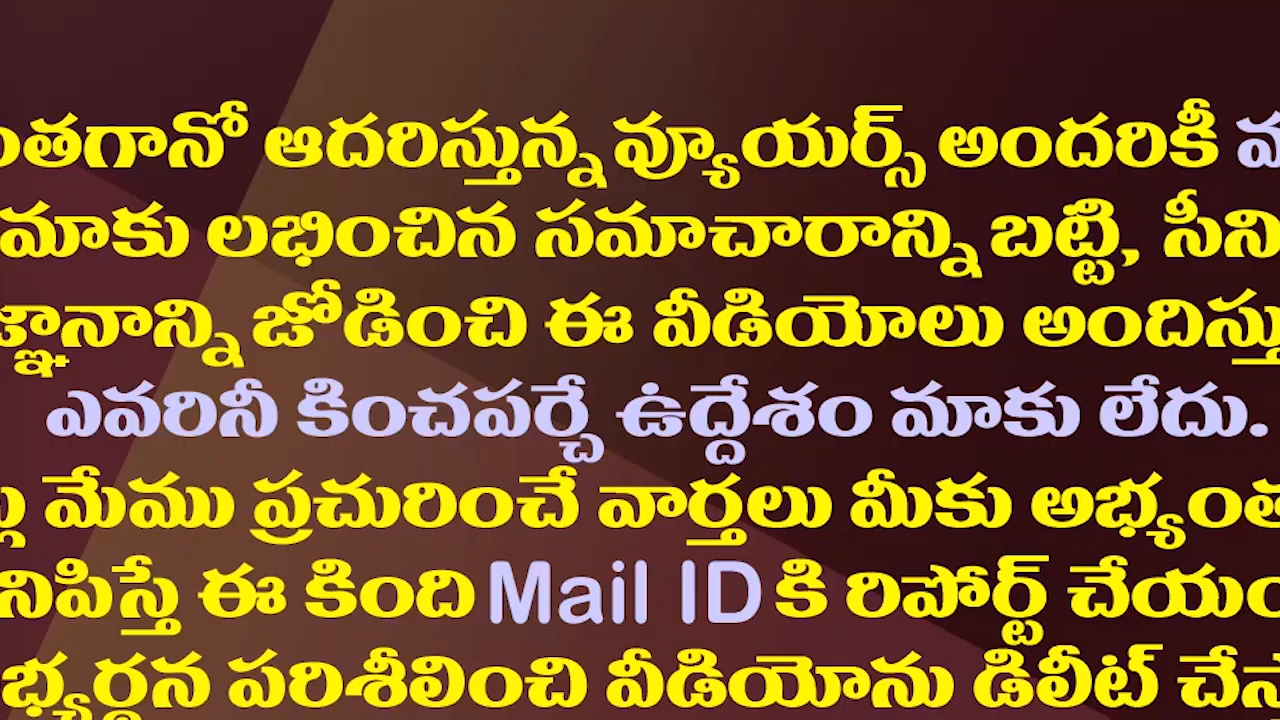 ఆదరిస్తున్న వ్యూయర్స్ అందరికీ
మాకు లభించిన సమాచారాన్ని బట్టి,
జోడించి ఈ వీడియోలు
ఎవరినీ కించపర్చే ఉద్దేశం మాకు లేదు.
మేము ప్రచురించే వార్తలు మీకు
ఈ కింది Mail ID కి రిపోర్ట్
పరిశీలించి వీడియోను డిలీట్